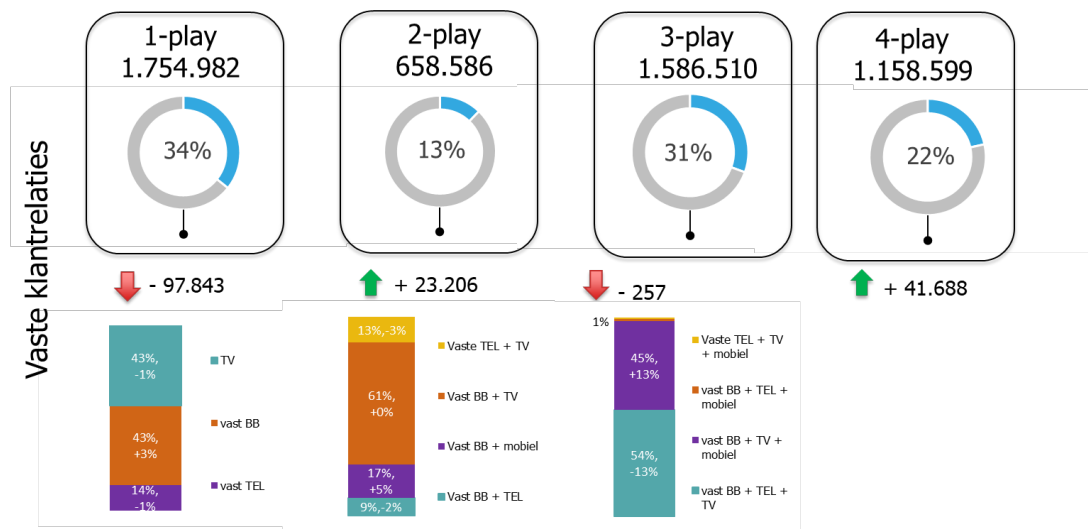 Vaste klantrelaties
1-play
1.754.982
34%
- 97.843
2-play
658.586
13%
+ 23.206
3-play
1.586.510
31%
- 257
4-play
1.158.599
22%
+ 41.688
43%,
-1%
43%,
+3%
14%,
-1%
TV
vast BB
vast TEL
13%,-3%
61%,
+0%
17%,
+5%
9%,-2%
Vaste TEL + TV
Vast BB + TV
Vast BB + mobiel
Vast BB + TEL
1%
45%,
+13%
54%,
-13%
Vaste TEL + TV
+ mobiel
vast BB + TEL +
mobiel
vast BB + TV +
mobiel
vast BB + TEL +
TV